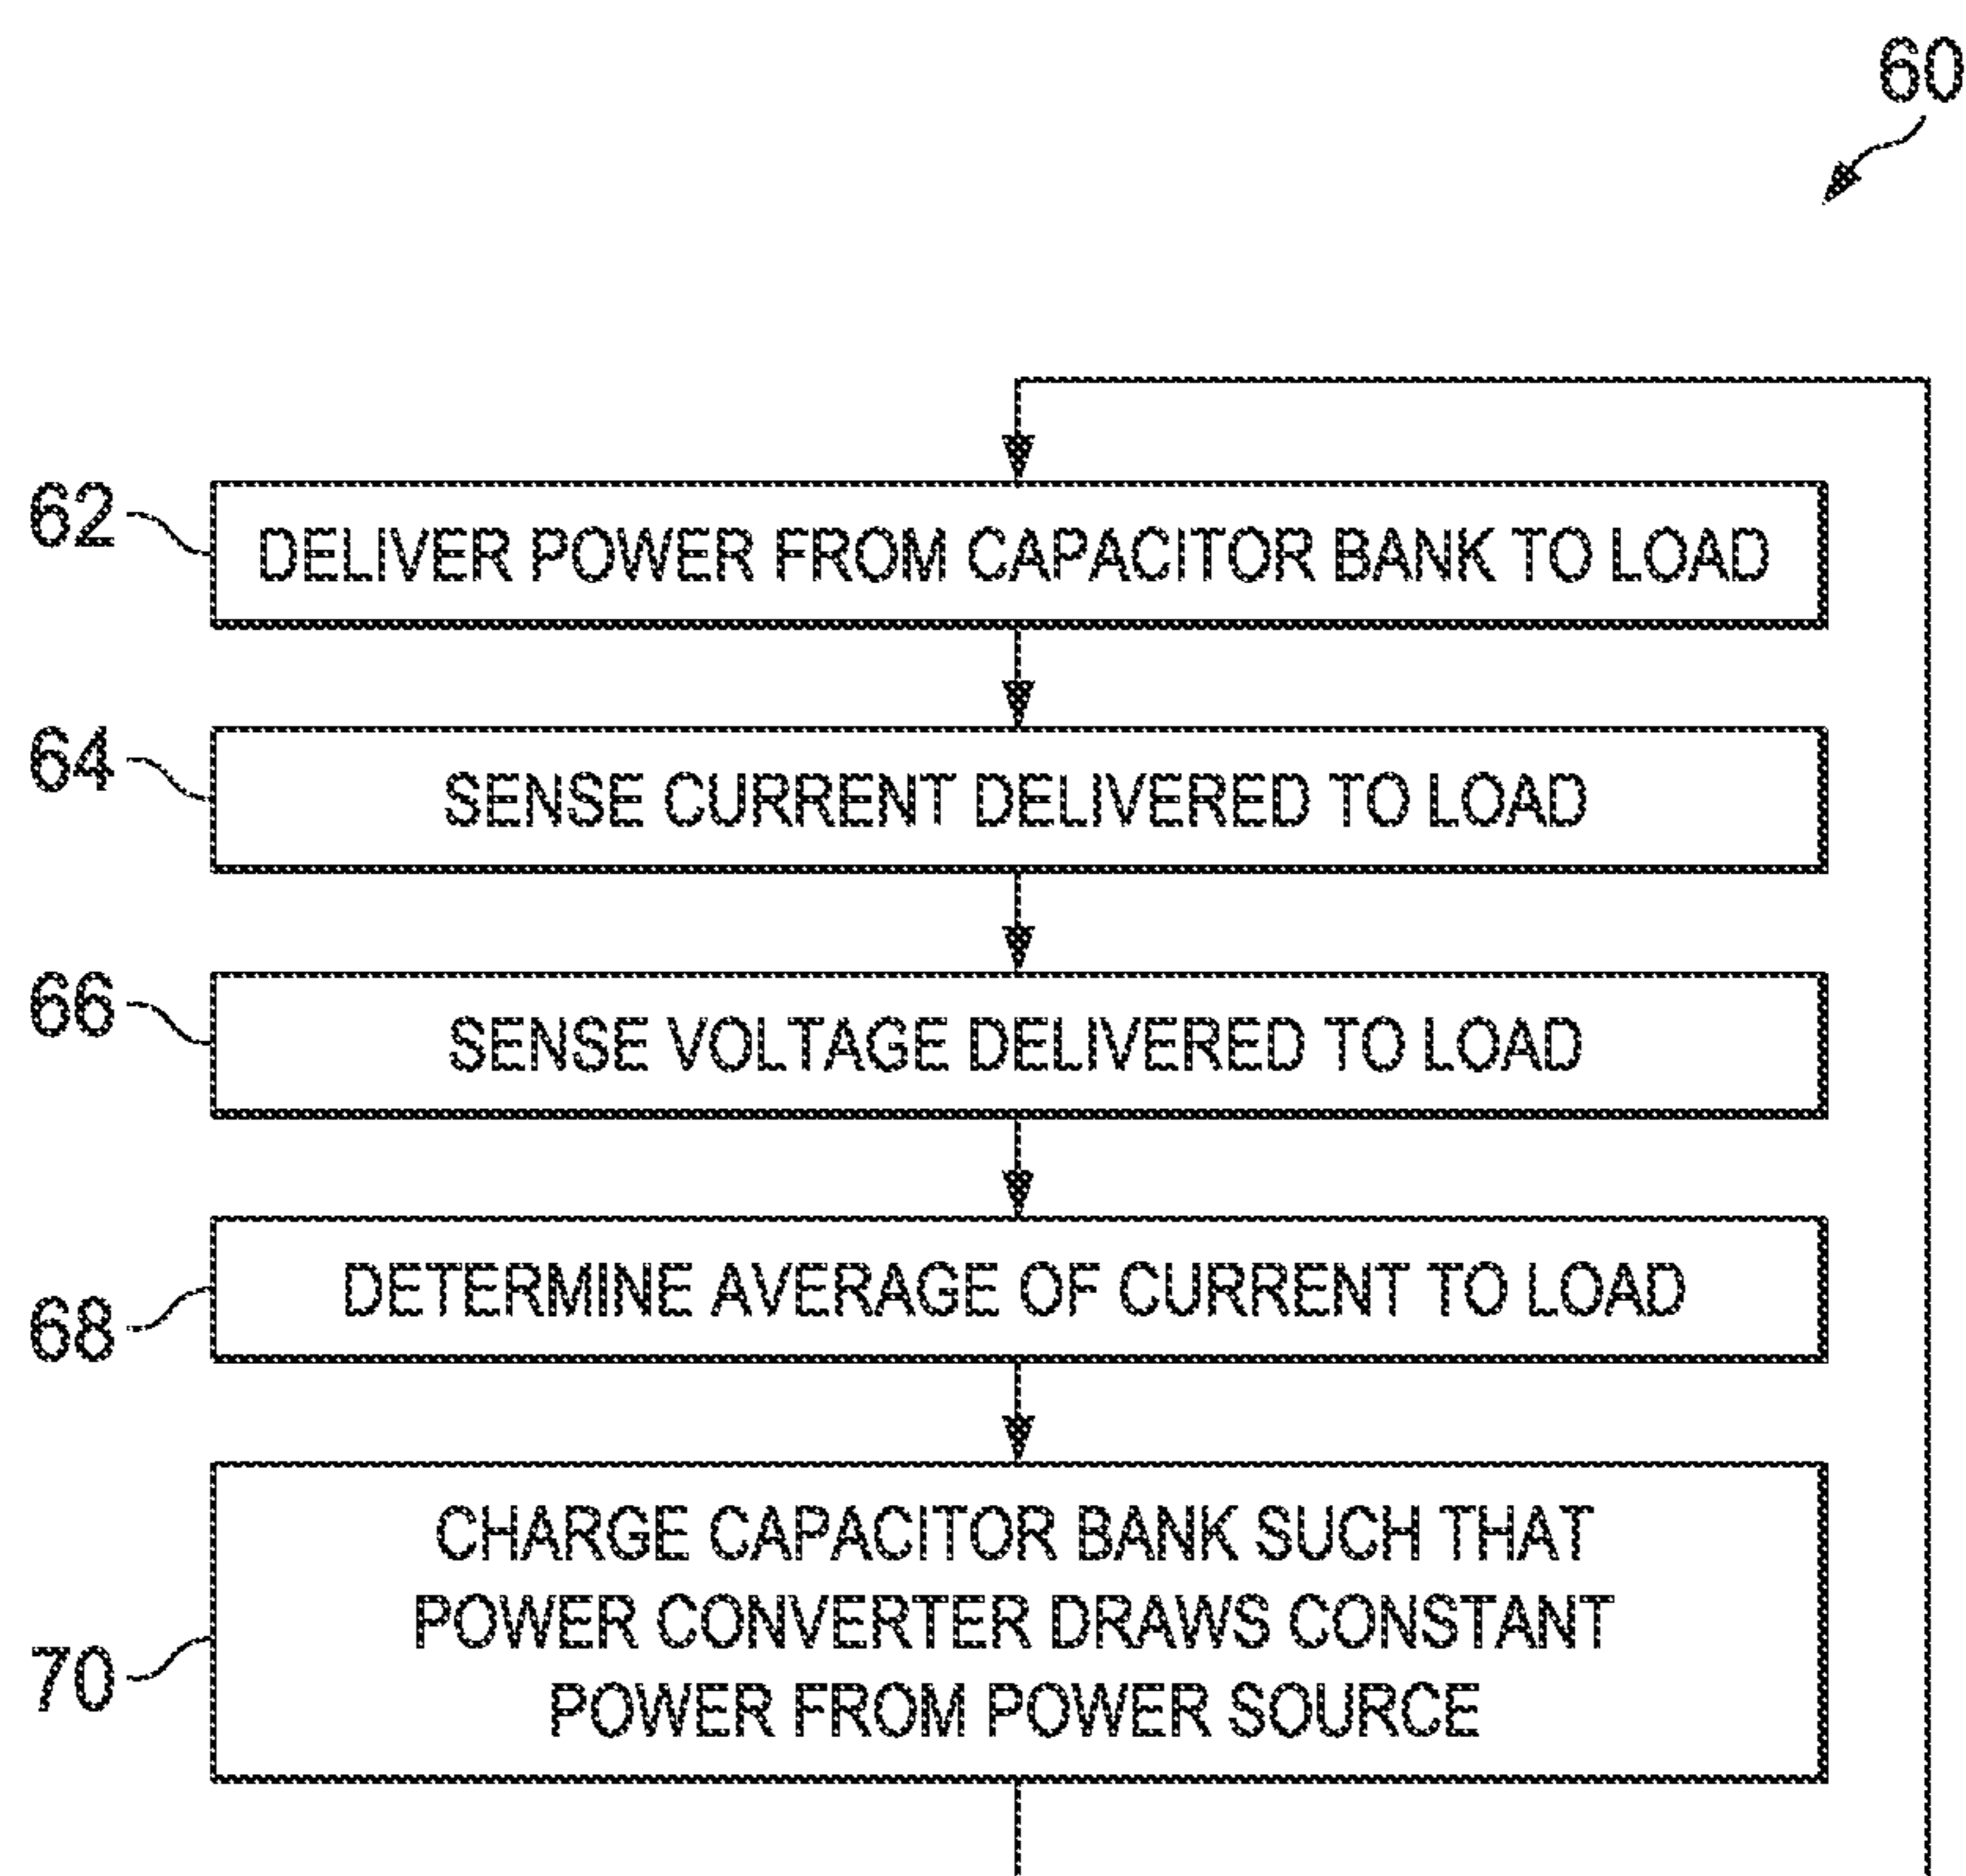 60
62
DELIVER POWER FROM CAPACITOR BANK TO LOAD
64
SENSE CURRENT DELIVERED TO LOAD
66
SENSE VOLTAGE DELIVERED TO LOAD
68
DETERMINE AVERAGE OF CURRENT TO LOAD
70
CHARGE CAPACITOR BANK SUCH THAT
POWER CONVERTER DRAWS CONSTANT
POWER FROM POWER SOURCE